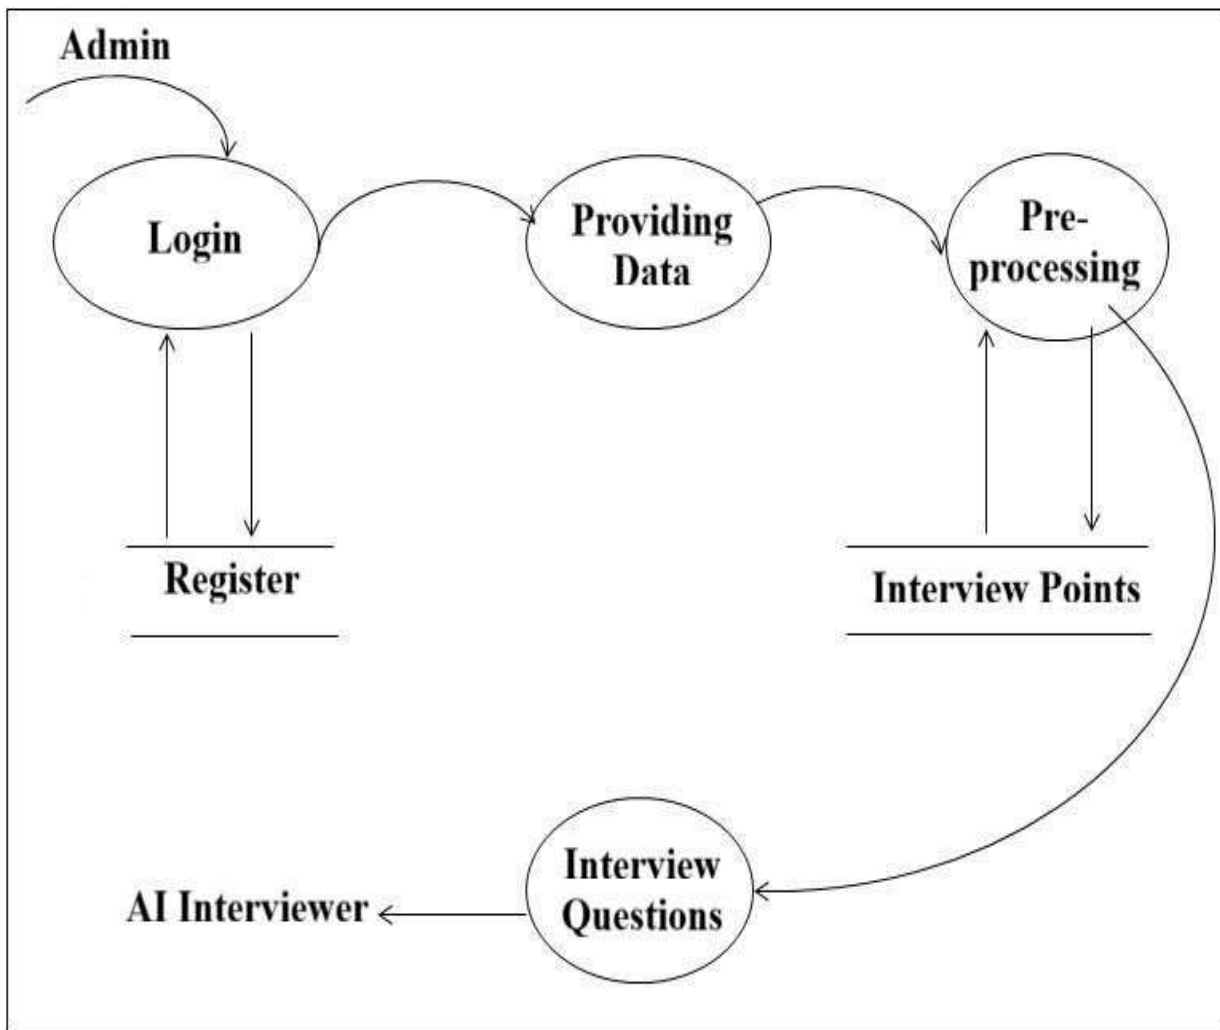 Admin
Login
Providing
Data
Pre-
processing
Register
Interview Points
Interview
Questions
AI Interviewer